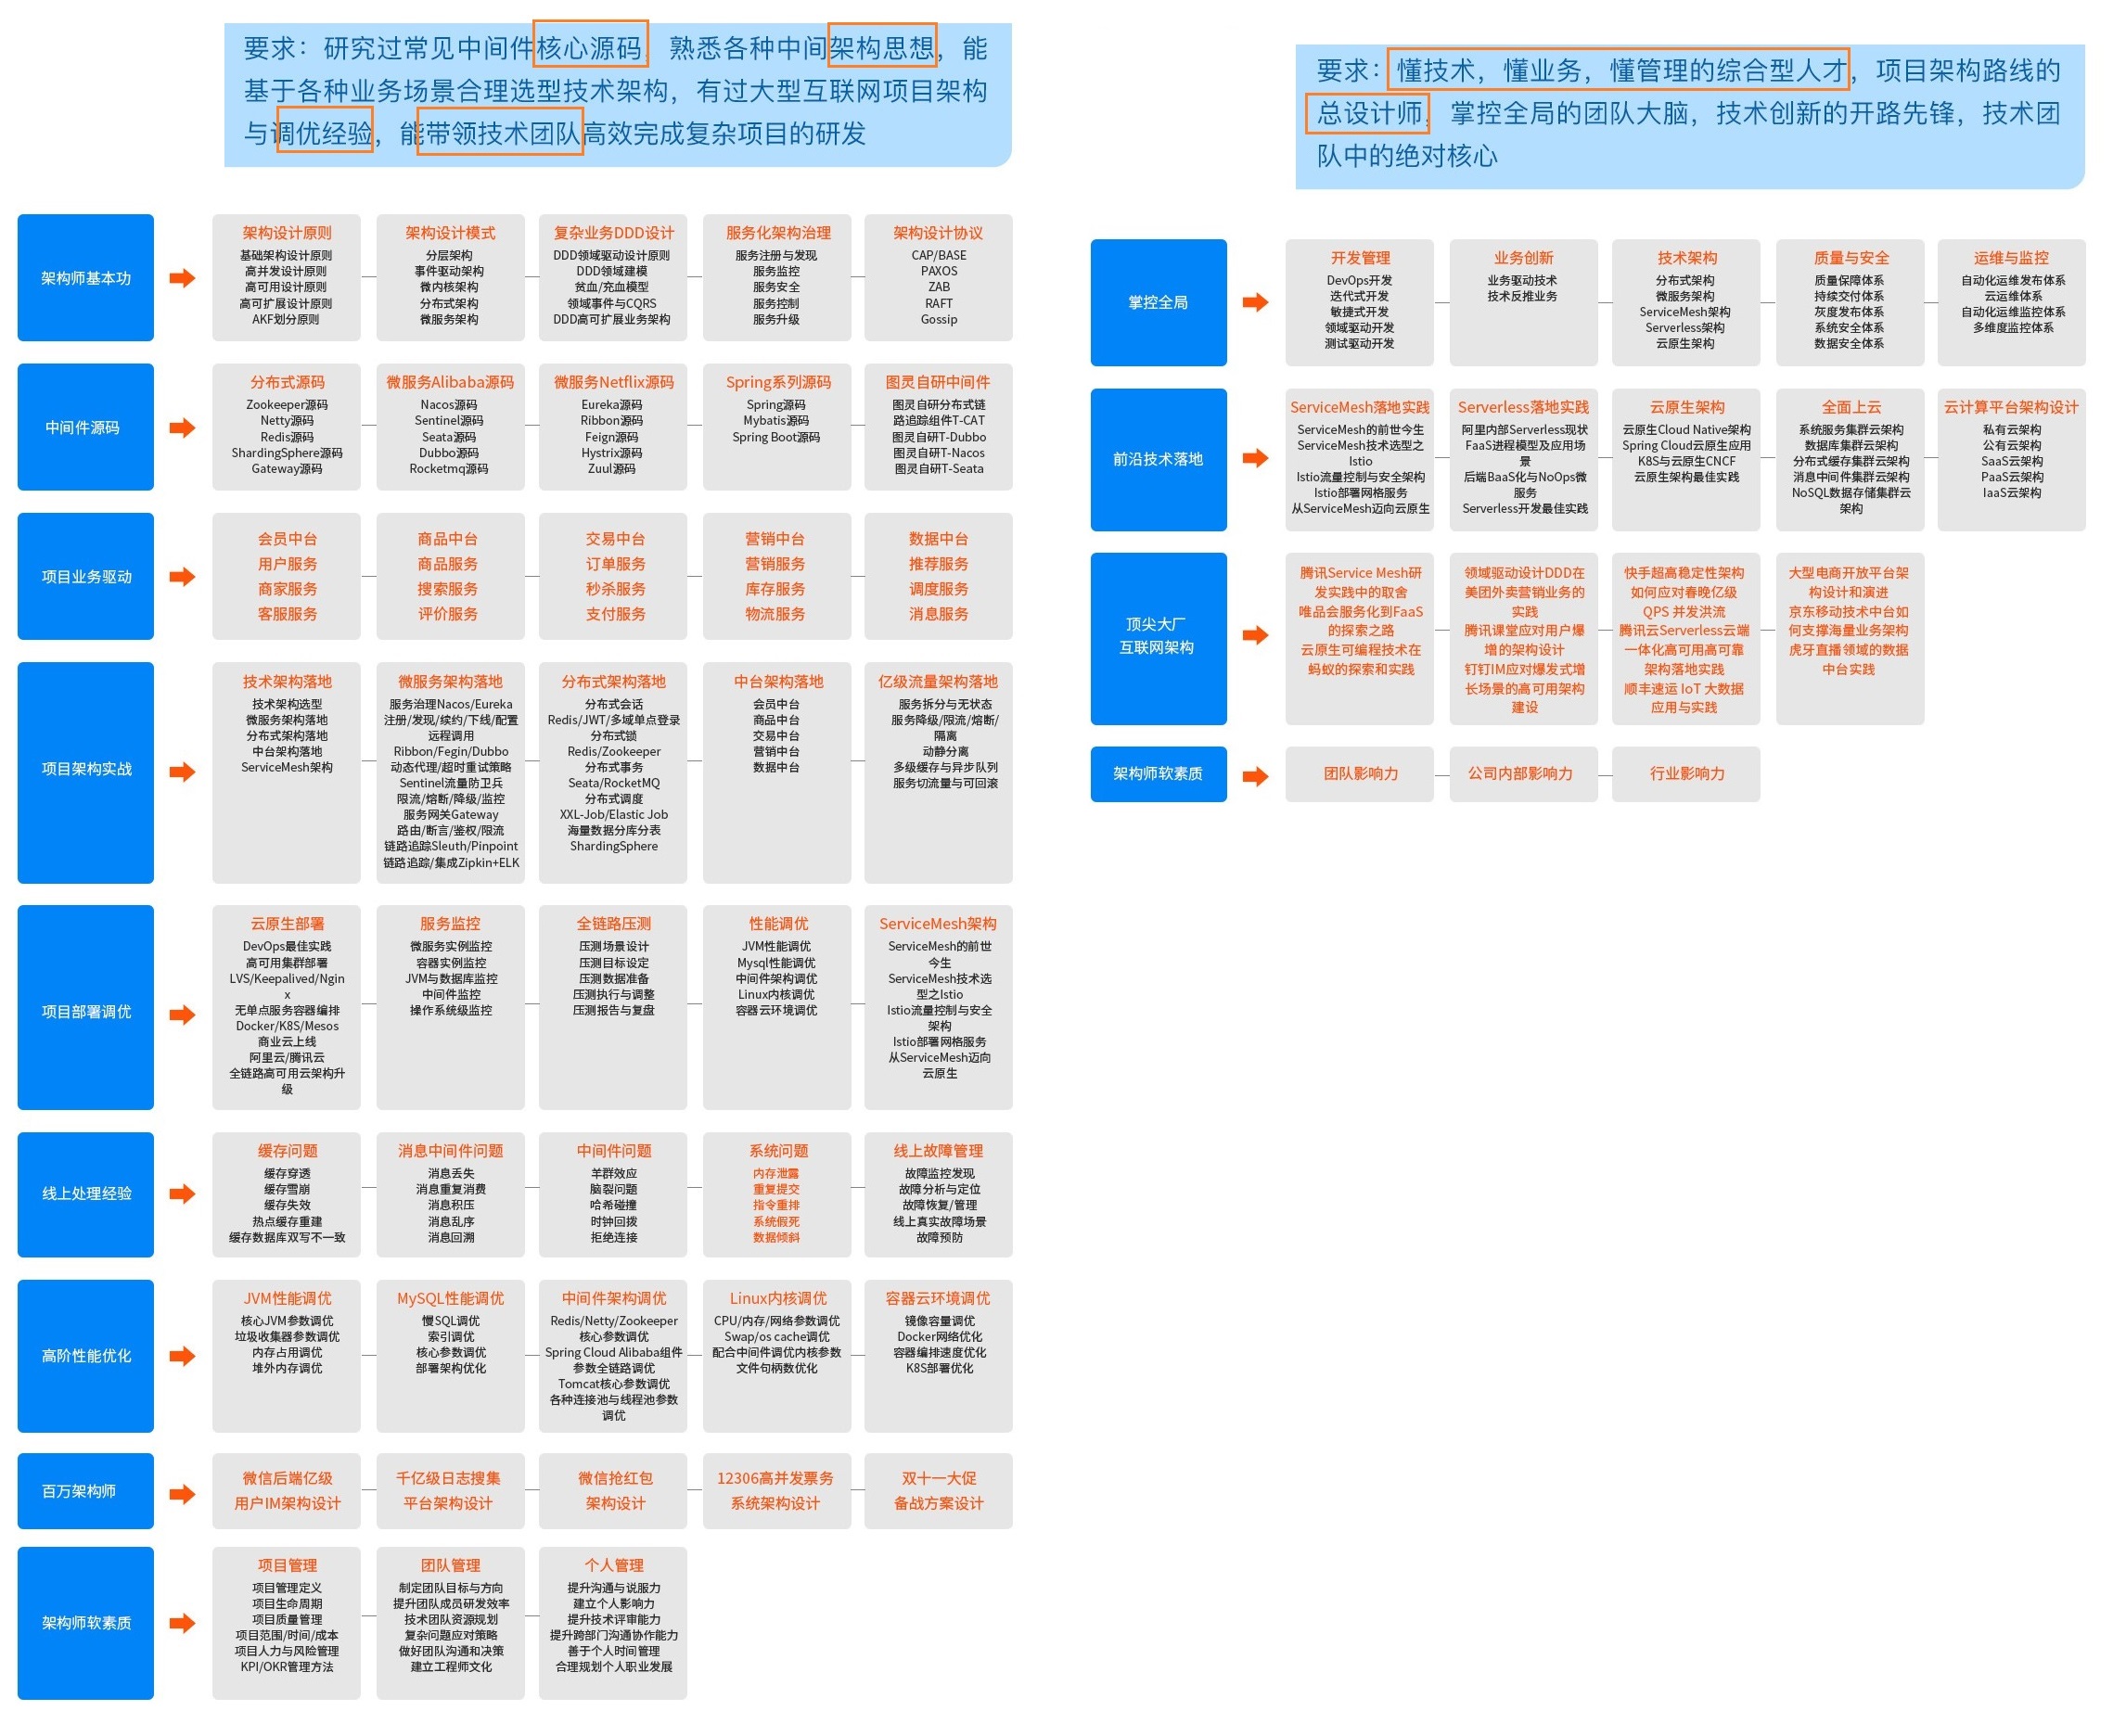 要求：研究过常见中间件核心源码，熟悉各种中间架构思想，能
基于各种业务场景合理选型技术架构，有过大型互联网项目架构
与调优经验，能带领技术团队高效完成复杂项目的研发
架构师基本功
架构设计原则
基础架构设计原则
高并发设计原则
高可用设计原则
高可扩展设计原则
AKF划分原则
架构设计模式
分层架构
事件驱动架构
微内核架构
分布式架构
微服务架构
复杂业务DDD设计
DDD领域驱动设计原则
DDD领域建模
贫血/充血模型
领域事件与CQRS
DDD高可扩展业务架构
服务化架构治理
服务注册与发现
服务监控
服务安全
服务控制
服务升级
架构设计协议
CAP/BASE
PAXOS
ZAB
RAFT
Gossip
中间件源码
分布式源码
Zookeeper源码
Netty源码
Redis源码
ShardingSphere源码
Gateway源码
微服务Alibaba源码
Nacos源码
Sentinel源码
Seata源码
Dubbo源码
Rocketmq源码
微服务Netflix源码
Eureka源码
Ribbon源码
Feign源码
Hystrix源码
Zuul源码
Spring系列源码
Spring源码
Mybatis源码
Spring Boot源码
图灵自研中间件
图灵自研分布式链
路追踪组件T-CAT
图灵自研T-Dubbo
图灵自研T-Nacos
图灵自研T-Seata
项目业务驱动
会员中台
用户服务
商家服务
客服服务
商品中台
商品服务
搜索服务
评价服务
交易中台
订单服务
秒杀服务
支付服务
营销中台
营销服务
库存服务
物流服务
数据中台
推荐服务
调度服务
消息服务
项目架构实战
技术架构落地
技术架构选型
微服务架构落地
分布式架构落地
中台架构落地
ServiceMesh架构
微服务架构落地
服务治理Nacos/Eureka
注册/发现/续约/下线/配置
远程调用
Ribbon/Fegin/Dubbo
动态代理/超时重试策略
Sentinel流量防卫兵
限流/熔断/降级/监控
服务网关Gateway
路由/断言/鉴权/限流
链路追踪Sleuth/Pinpoint
链路追踪/集成Zipkin+ELK
分布式架构落地
分布式会话
Redis/JWT/多域单点登录
分布式锁
Redis/Zookeeper
分布式事务
Seata/RocketMQ
分布式调度
XXL-Job/Elastic Job
海量数据分库分表
ShardingSphere
中台架构落地
会员中台
商品中台
交易中台
营销中台
数据中台
亿级流量架构落地
服务拆分与无状态
服务降级/限流/熔断/
隔离
动静分离
多级缓存与异步队列
服务切流量与可回滚
项目部署调优
云原生部署
DevOps最佳实践
高可用集群部署
LVS/Keepalived/Ngin
x
无单点服务容器编排
Docker/K8S/Mesos
商业云上线
阿里云/腾讯云
全链路高可用云架构升
级
服务监控
微服务实例监控
容器实例监控
JVM与数据库监控
中间件监控
操作系统级监控
全链路压测
压测场景设计
压测目标设定
压测数据准备
压测执行与调整
压测报告与复盘
性能调优
JVM性能调优
Mysql性能调优
中间件架构调优
Linux内核调优
容器云环境调优
ServiceMesh架构
ServiceMesh的前世
今生
ServiceMesh技术选
型之Istio
Istio流量控制与安全
架构
Istio部署网格服务
从ServiceMesh迈向
云原生
线上处理经验
缓存问题
缓存穿透
缓存雪崩
缓存失效
热点缓存重建
缓存数据库双写不一致
消息中间件问题
消息丢失
消息重复消费
消息积压
消息乱序
消息回溯
中间件问题
羊群效应
脑裂问题
哈希碰撞
时钟回拨
拒绝连接
系统问题
内存泄露
重复提交
指令重排
系统假死
数据倾斜
线上故障管理
故障监控发现
故障分析与定位
故障恢复/管理
线上真实故障场景
故障预防
高阶性能优化
JVM性能调优
核心JVM参数调优
垃圾收集器参数调优
内存占用调优
堆外内存调优
MySQL性能调优
慢SQL调优
索引调优
核心参数调优
部署架构优化
中间件架构调优
Redis/Netty/Zookeeper
核心参数调优
Spring Cloud Alibaba组件
参数全链路调优
Tomcat核心参数调优
各种连接池与线程池参数
调优
Linux内核调优
CPU/内存/网络参数调优
Swap/os cache调优
配合中间件调优内核参数
文件句柄数优化
容器云环境调优
镜像容量调优
Docker网络优化
容器编排速度优化
K8S部署优化
百万架构师
微信后端亿级
用户IM架构设计
千亿级日志搜集
平台架构设计
微信抢红包
架构设计
12306高并发票务
系统架构设计
双十一大促
备战方案设计
架构师软素质
项目管理
项目管理定义
项目生命周期
项目质量管理
项目范围/时间/成本
项目人力与风险管理
KPI/OKR管理方法
团队管理
制定团队目标与方向
提升团队成员研发效率
技术团队资源规划
复杂问题应对策略
做好团队沟通和决策
建立工程师文化
个人管理
提升沟通与说服力
建立个人影响力
提升技术评审能力
提升跨部门沟通协作能力
善于个人时间管理
合理规划个人职业发展
要求：懂技术，懂业务，懂管理的综合型人才，项目架构路线的
总设计师，掌控全局的团队大脑，技术创新的开路先锋，技术团
队中的绝对核心
掌控全局
开发管理
DevOps开发
迭代式开发
敏捷式开发
领域驱动开发
测试驱动开发
业务创新
业务驱动技术
技术反推业务
技术架构
分布式架构
微服务架构
ServiceMesh架构
Serverless架构
云原生架构
质量与安全
质量保障体系
持续交付体系
灰度发布体系
系统安全体系
数据安全体系
运维与监控
自动化运维发布体系
云运维体系
自动化运维监控体系
多维度监控体系
前沿技术落地
ServiceMesh落地实践
ServiceMesh的前世今生
ServiceMesh技术选型之
Istio
Istio流量控制与安全架构
Istio部署网格服务
从ServiceMesh迈向云原生
Serverless落地实践
阿里内部Serverless现状
FaaS进程模型及应用场
景
后端BaaS化与NoOps微
服务
Serverless开发最佳实践
云原生架构
云原生Cloud Native架构
Spring Cloud云原生应用
K8S与云原生CNCF
云原生架构最佳实践
全面上云
系统服务集群云架构
数据库集群云架构
分布式缓存集群云架构
消息中间件集群云架构
NoSQL数据存储集群云
架构
云计算平台架构设计
私有云架构
公有云架构
SaaS云架构
PaaS云架构
IaaS云架构
顶尖大厂
互联网架构
腾讯Service Mesh研
发实践中的取舍
唯品会服务化到FaaS
的探索之路
云原生可编程技术在
蚂蚁的探索和实践
领域驱动设计DDD在
美团外卖营销业务的
实践
腾讯课堂应对用户爆
增的架构设计
钉钉IM应对爆发式增
长场景的高可用架构
建设
快手超高稳定性架构
如何应对春晚亿级
QPS 并发洪流
腾讯云Serverless云端
一体化高可用高可靠
架构落地实践
顺丰速运 IoT 大数据
应用与实践
大型电商开放平台架
构设计和演进
京东移动技术中台如
何支撑海量业务架构
虎牙直播领域的数据
中台实践
架构师软素质
团队影响力
公司内部影响力
行业影响力